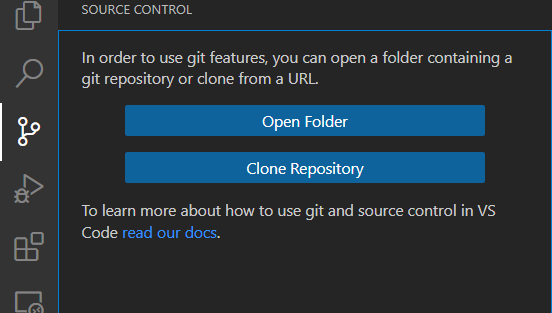 SOURCE CONTROL
In order to use git features, you can open a folder containing a
git repository or clone from a URL.
Open Folder
Clone Repository
To learn more about how to use git and source control in VS
Code read our docs.